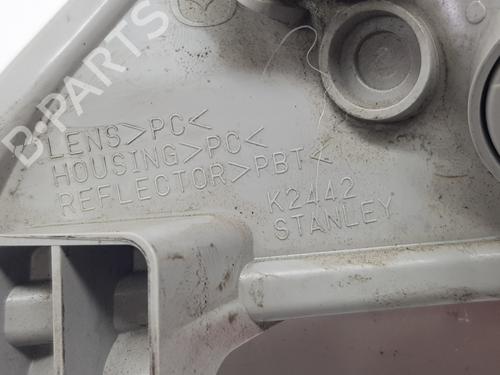 B-PARTS
LENS>PC<
HOUSING>PC<
REFLECTOR>PBT<
K2442
STANLEY